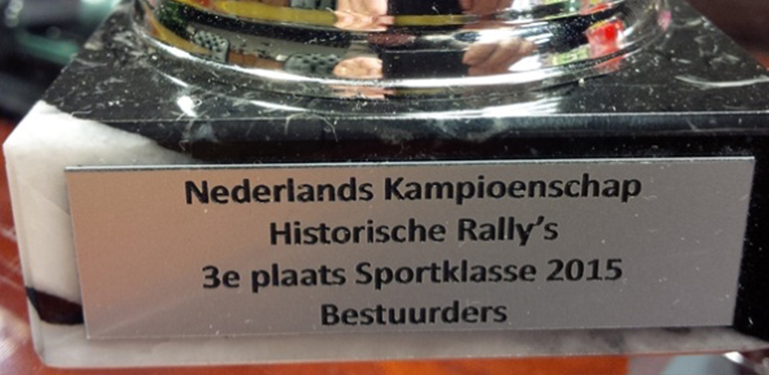 Nederlands Kampioenschap
Historische Rally’s
3e plaats Sportklasse 2015
Bestuurders